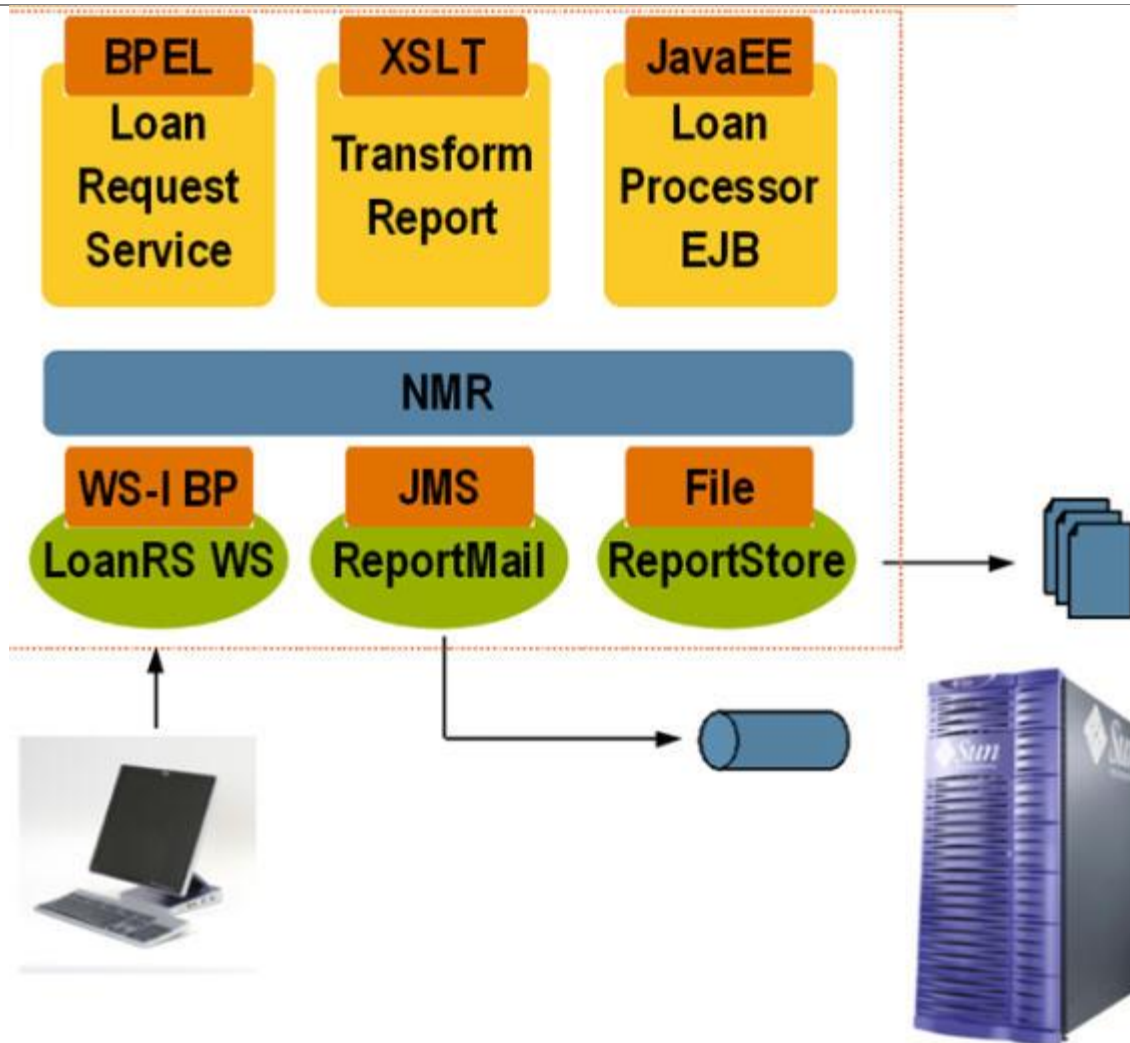 BPEL
Loan
Request
Service
XSLT
Transform
Report
JavaEE
Loan
Processor
EJB
NMR
WS-I BP
LoanRS WS
JMS
ReportMail
File
ReportStore
Sun